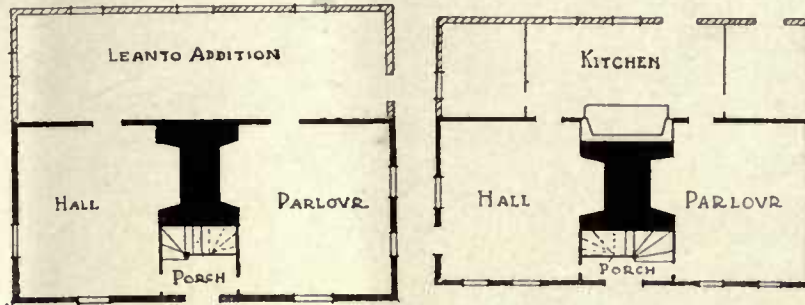 LEANTO ADDITION
HALL
PARLOVR
PORCH
KITCHEN
HALL
PARLOVR
PORCH